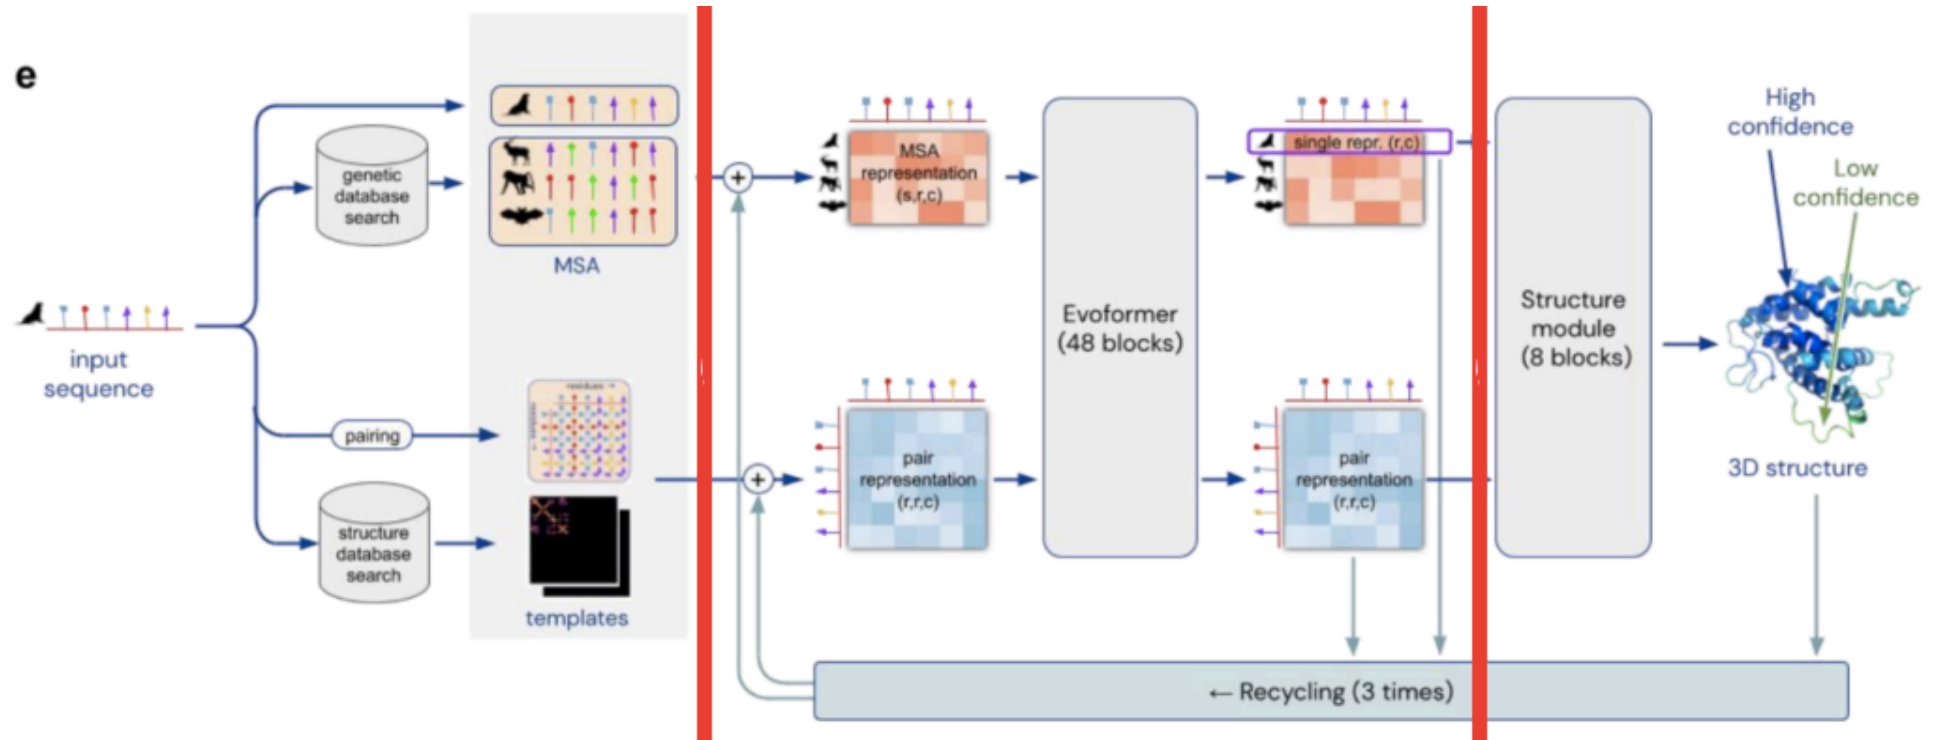 e
input
sequence
genetic
database
search
MSA
pairing
structure
database
search
residues →
templates
MSA
representation
(s,r,c)
pair
representation
(r,r,c)
Evoformer
(48 blocks)
single repr. (r,c)
pair
representation
(r,r,c)
Structure
module
(8 blocks)
High
confidence
Low
confidence
3D structure
← Recycling (3 times)